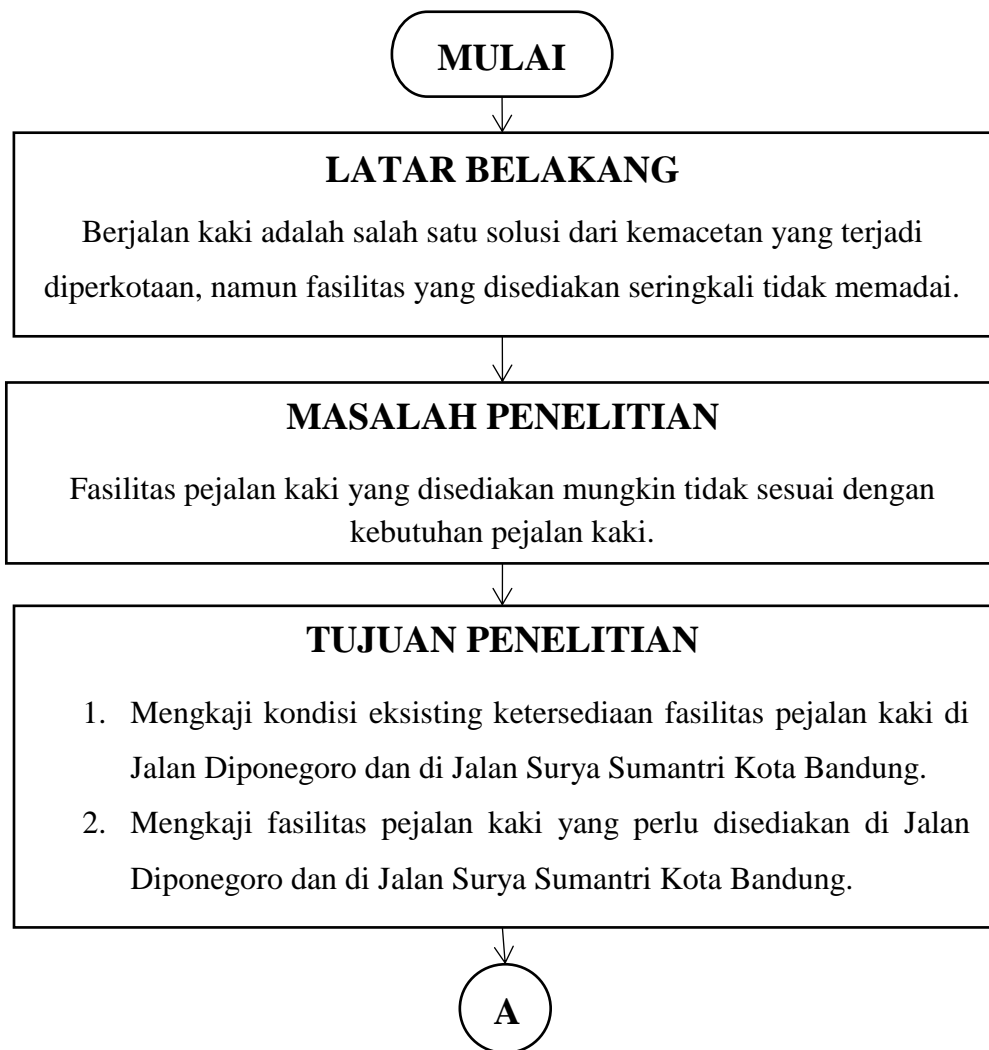 MULAI
LATAR BELAKANG
Berjalan kaki adalah salah satu solusi dari kemacetan yang terjadi
diperkotaan, namun fasilitas yang disediakan seringkali tidak memadai.
MASALAH PENELITIAN
Fasilitas pejalan kaki yang disediakan mungkin tidak sesuai dengan
kebutuhan pejalan kaki.
TUJUAN PENELITIAN
1. Mengkaji kondisi eksisting ketersediaan fasilitas pejalan kaki di
Jalan Diponegoro dan di Jalan Surya Sumantri Kota Bandung.
2. Mengkaji fasilitas pejalan kaki yang perlu disediakan di Jalan
Diponegoro dan di Jalan Surya Sumantri Kota Bandung.
A